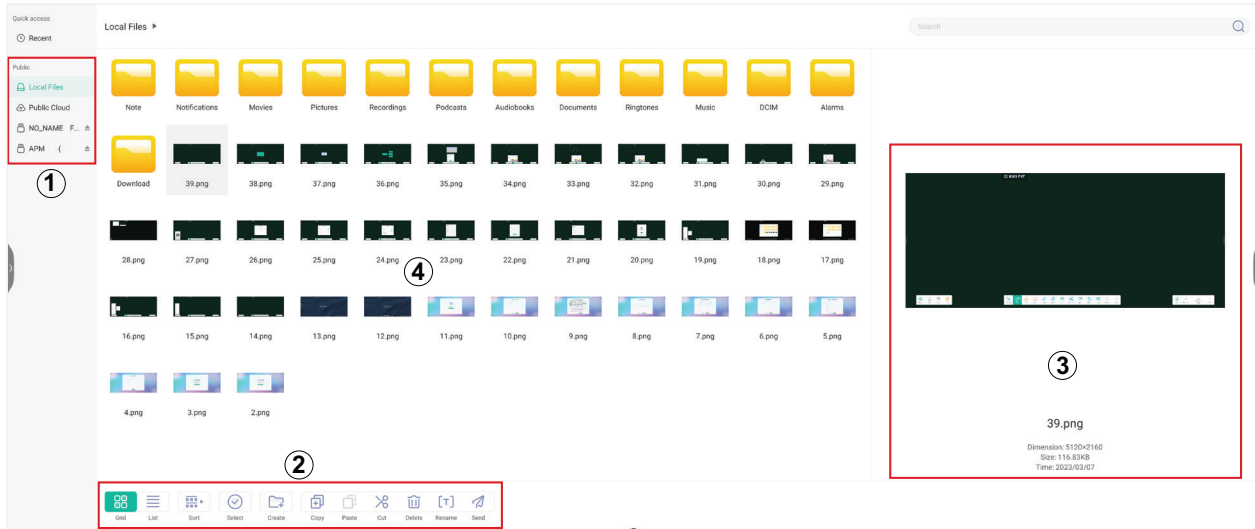 Quick access
Recent
Public
Local Files
Public Cloud
NO_NAME F...
APM (
1
Local Files
Search
Note Notifications Movies Pictures Recordings Podcasts Audiobooks Documents Ringtones Music DCIM Alarms
Download 39.png 38.png 37.png 36.png 35.png 34.png 33.png 32.png 31.png 30.png 29.png
28.png 27.png 26.png 25.png 24.png 23.png 22.png 21.png 20.png 19.png 18.png 17.png
4
16.png 15.png 14.png 13.png 12.png 11.png 10.png 9.png 8.png 7.png 6.png 5.png
4.png 3.png 2.png
3
39.png
Dimension: 5120×2160
Size: 116.83KB
Time: 2023/03/07
2
Grid List Sort Select Create Copy Paste Cut Delete Rename Send